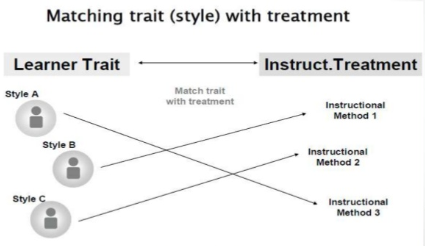 Matching trait (style) with treatment
Learner Trait
Instruct.Treatment
Match trait
with treatment
Style A
Style B
Style C
Instructional
Method 1
Instructional
Method 2
Instructional
Method 3